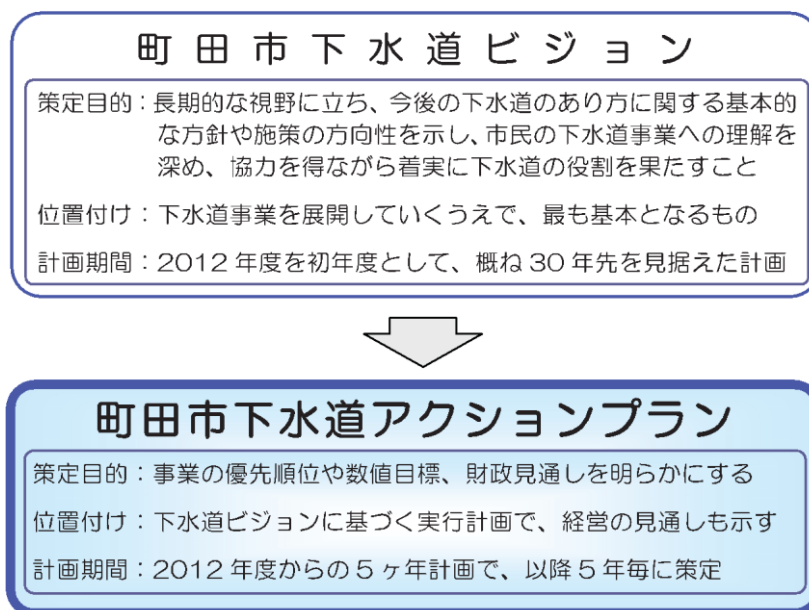 町田市下水道ビジョン
策定目的：長期的な視野に立ち、今後の下水道のあり方に関する基本的
な方針や施策の方向性を示し、市民の下水道事業への理解を
深め、協力を得ながら着実に下水道の役割を果たすこと
位置付け：下水道事業を展開していくうえで、最も基本となるもの
計画期間：2012 年度を初年度として、概ね 30 年先を見据えた計画
町田市下水道アクションプラン
策定目的：事業の優先順位や数値目標、財政見通しを明らかにする
位置付け：下水道ビジョンに基づく実行計画で、経営の見通しも示す
計画期間：2012 年度からの 5 ヶ年計画で、以降 5 年毎に策定